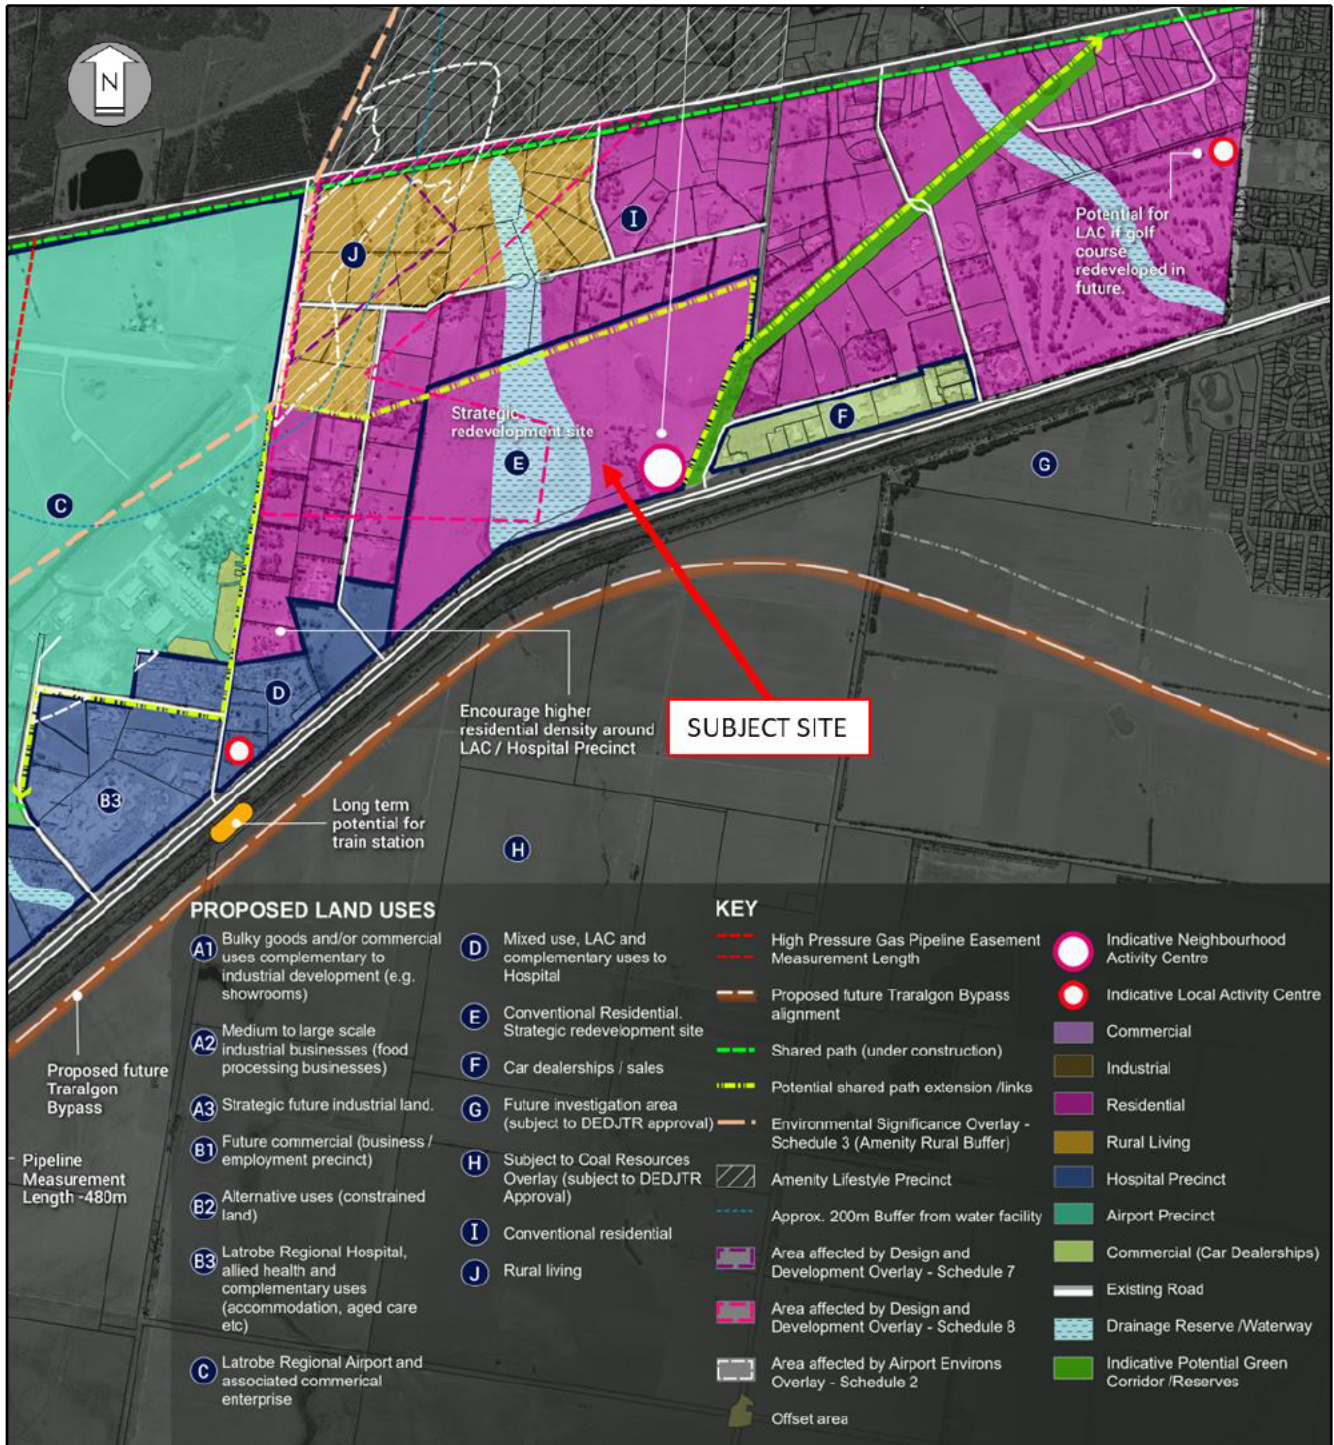 N
J
I
Potential for
LAC if golf
course
redeveloped in
future.
Strategic
redevelopment site
F
E
G
C
SUBJECT SITE
D
Encourage higher
residential density around
LAC / Hospital Precinct
B3
Long term
potential for
train station
H
Proposed future
Traralgon
Bypass
Pipeline
Measurement
Length -480m
PROPOSED LAND USES
A1 Bulky goods and/or commercial
uses complementary to
industrial development (e.g.
showrooms)
A2 Medium to large scale
industrial businesses (food
processing businesses)
A3 Strategic future industrial land.
B1 Future commercial (business /
employment precinct)
B2 Alternative uses (constrained
land)
B3 Latrobe Regional Hospital,
allied health and
complementary uses
(accommodation, aged care
etc)
C Latrobe Regional Airport and
associated commerical
enterprise
D Mixed use, LAC and
complementary uses to
Hospital
E Conventional Residential.
Strategic redevelopment site
F Car dealerships / sales
G Future investigation area
(subject to DEDJTR approval)
H Subject to Coal Resources
Overlay (subject to DEDJTR
Approval)
I Conventional residential
J Rural living
KEY
High Pressure Gas Pipeline Easement
Measurement Length
Proposed future Traralgon Bypass
alignment
Shared path (under construction)
Potential shared path extension /links
Environmental Significance Overlay -
Schedule 3 (Amenity Rural Buffer)
Amenity Lifestyle Precinct
Approx. 200m Buffer from water facility
Area affected by Design and
Development Overlay - Schedule 7
Area affected by Design and
Development Overlay - Schedule 8
Area affected by Airport Environs
Overlay - Schedule 2
Offset area
Indicative Neighbourhood
Activity Centre
Indicative Local Activity Centre
Commercial
Industrial
Residential
Rural Living
Hospital Precinct
Airport Precinct
Commercial (Car Dealerships)
Existing Road
Drainage Reserve /Waterway
Indicative Potential Green
Corridor /Reserves